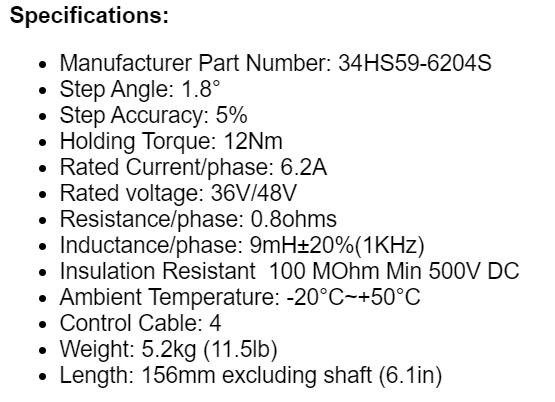 Specifications:
• Manufacturer Part Number: 34HS59-6204S
• Step Angle: 1.8°
• Step Accuracy: 5%
• Holding Torque: 12Nm
• Rated Current/phase: 6.2A
• Rated voltage: 36V/48V
• Resistance/phase: 0.8ohms
• Inductance/phase: 9mH±20%(1KHz)
• Insulation Resistant  100 MOhm Min 500V DC
• Ambient Temperature: -20°C~+50°C
• Control Cable: 4
• Weight: 5.2kg (11.5lb)
• Length: 156mm excluding shaft (6.1in)